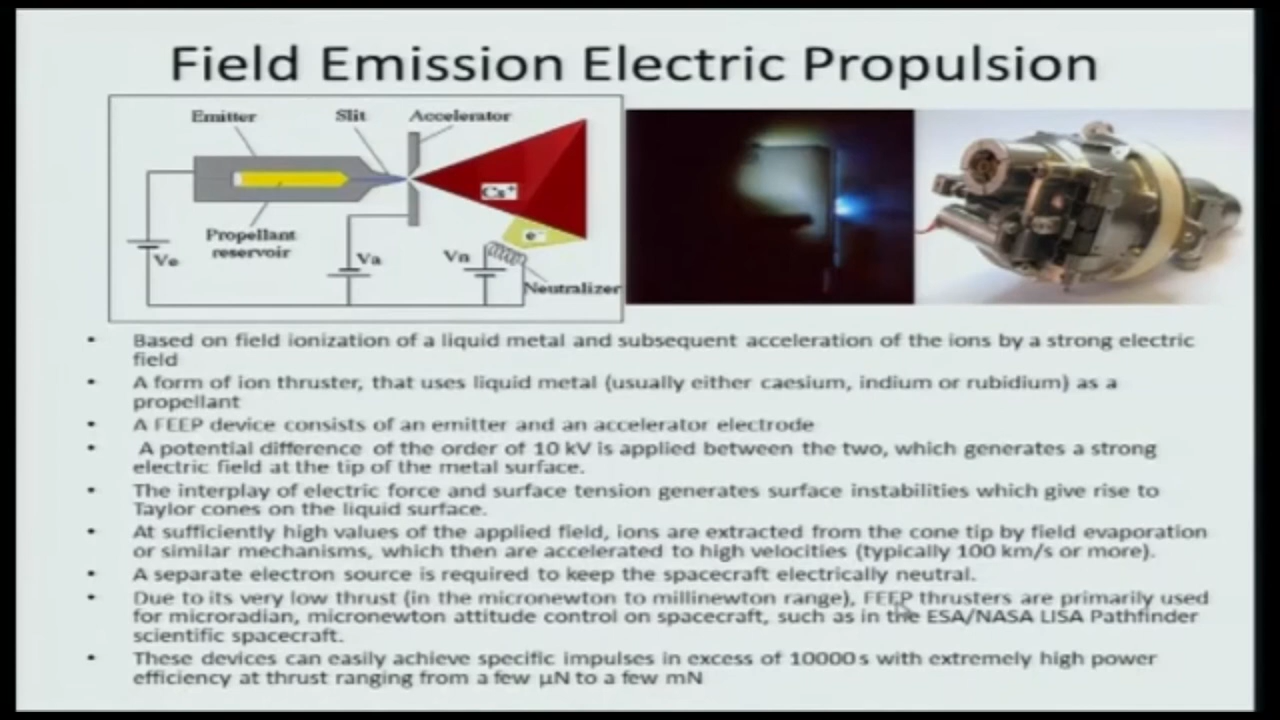 Field Emission Electric Propulsion
Emitter
Slit
Accelerator
Cs+
Propellant
reservoir
e-
Ve
Va
Vn
Neutralizer
• Based on field ionization of a liquid metal and subsequent acceleration of the ions by a strong electric
field
• A form of ion thruster, that uses liquid metal (usually either caesium, indium or rubidium) as a
propellant
• A FEEP device consists of an emitter and an accelerator electrode
• A potential difference of the order of 10 kV is applied between the two, which generates a strong
electric field at the tip of the metal surface.
• The interplay of electric force and surface tension generates surface instabilities which give rise to
Taylor cones on the liquid surface.
• At sufficiently high values of the applied field, ions are extracted from the cone tip by field evaporation
or similar mechanisms, which then are accelerated to high velocities (typically 100 km/s or more).
• A separate electron source is required to keep the spacecraft electrically neutral.
• Due to its very low thrust (in the micronewton to millinewton range), FEEP thrusters are primarily used
for microradian, micronewton attitude control on spacecraft, such as in the ESA/NASA LISA Pathfinder
scientific spacecraft.
• These devices can easily achieve specific impulses in excess of 10000 s with extremely high power
efficiency at thrust ranging from a few µN to a few mN